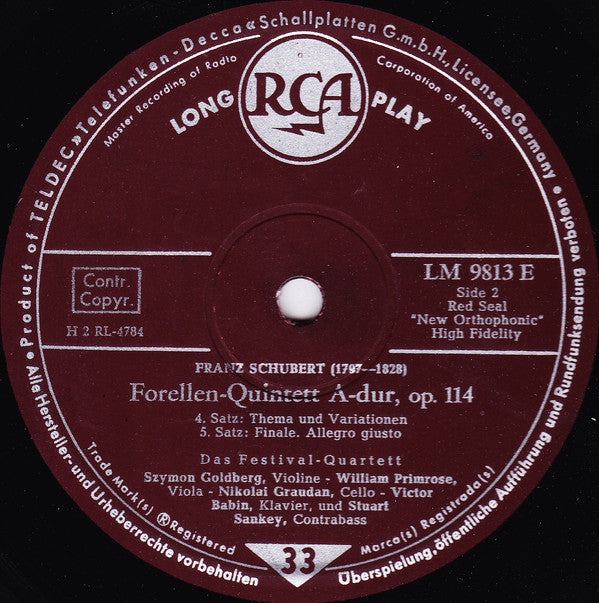 Product of TELDEC »Telefunken-Decca« Schallplatten G.m.b.H., Licensee, Germany
Master Recording of Radio Corporation of America
LONG RCA PLAY
Contr.
Copyr.
H 2 RL-4784
LM 9813 E
Side 2
Red Seal
"New Orthophonic"
High Fidelity
FRANZ SCHUBERT (1797--1828)
Forellen-Quintett A-dur, op. 114
4. Satz: Thema und Variationen
5. Satz: Finale. Allegro giusto
Das Festival-Quartett
Szymon Goldberg, Violine - William Primrose,
Viola - Nikolai Graudan, Cello - Victor
Babin, Klavier, und Stuart
Sankey, Contrabass
Trade Mark(s) ® Registered
Marca(s) Registrada(s)
33
• Alle Hersteller- und Urheberrechte vorbehalten
Überspielung, öffentliche Aufführung und Rundfunksendung verboten •